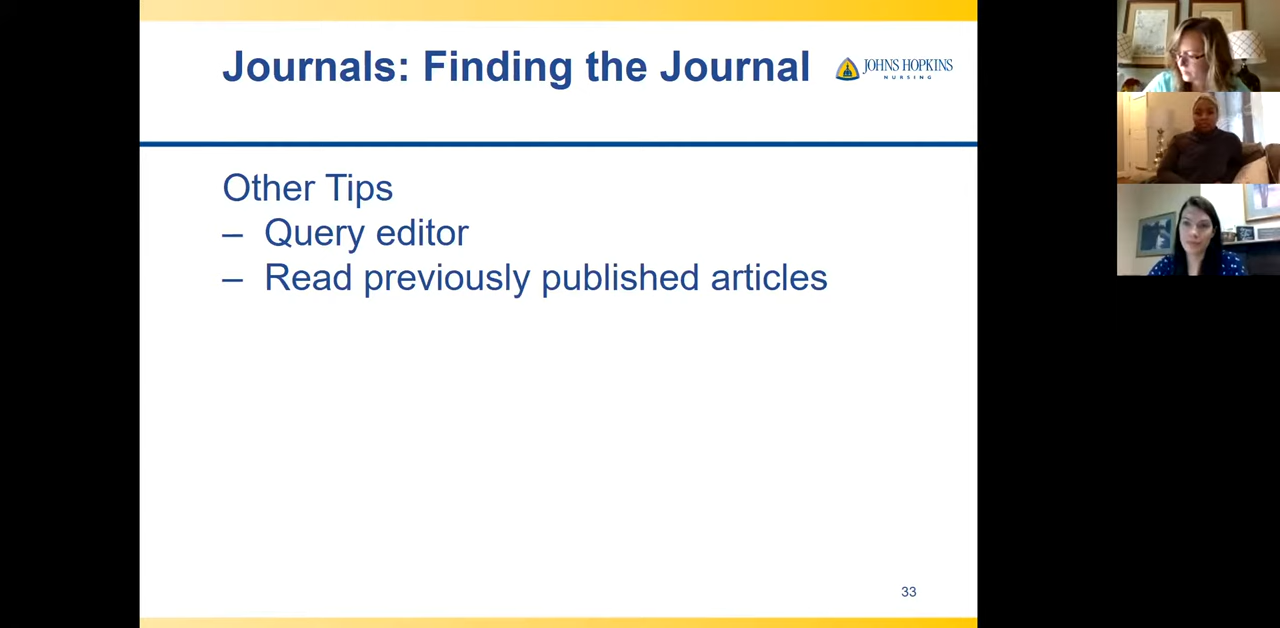 Journals: Finding the Journal
JOHNS HOPKINS
NURSING
Other Tips
– Query editor
– Read previously published articles
33